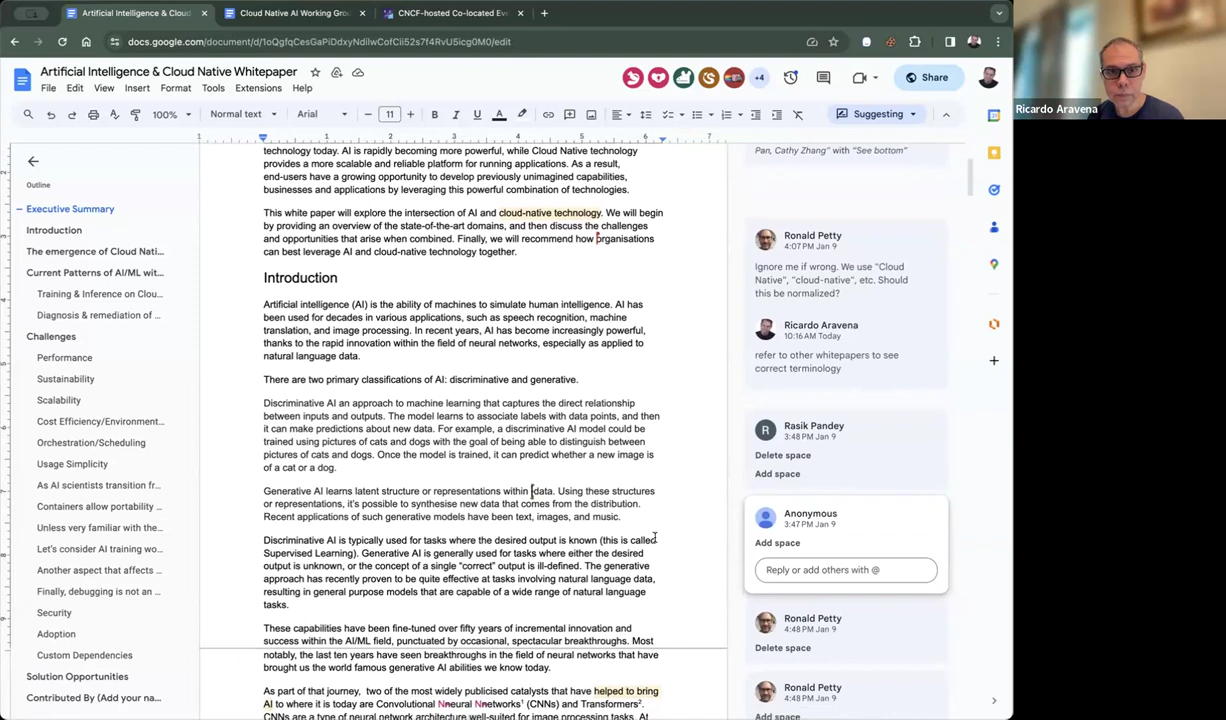 Artificial Intelligence & Cloud
Cloud Native AI Working Gro
CNCF-hosted Co-located Eve
docs.google.com/document/d/1oQgfqCesGaPiDdxyNdilwCofCii52s7f4RvU5icg0M0/edit
Artificial Intelligence & Cloud Native Whitepaper
+4
Share
File Edit View Insert Format Tools Extensions Help
100%
Normal text
Arial
11
B I U A
Suggesting
1 1 2 3 4 5 6 7
Outline
Executive Summary
Introduction
The emergence of Cloud Na...
Current Patterns of AI/ML wit...
Training & Inference on Clou...
Diagnosis & remediation of ...
Challenges
Performance
Sustainability
Scalability
Cost Efficiency/Environment...
Orchestration/Scheduling
Usage Simplicity
As AI scientists transition fr...
Containers allow portability ...
Unless very familiar with the...
Let's consider AI training wo...
Another aspect that affects ...
Finally, debugging is not an ...
Security
Adoption
Custom Dependencies
Solution Opportunities
Contributed By (Add your na...
technology today. AI is rapidly becoming more powerful, while Cloud Native technology
provides a more scalable and reliable platform for running applications. As a result,
end-users have a growing opportunity to develop previously unimagined capabilities,
businesses and applications by leveraging this powerful combination of technologies.
This white paper will explore the intersection of AI and cloud-native technology. We will begin
by providing an overview of the state-of-the-art domains, and then discuss the challenges
and opportunities that arise when combined. Finally, we will recommend how organisations
can best leverage AI and cloud-native technology together.
Introduction
Artificial intelligence (AI) is the ability of machines to simulate human intelligence. AI has
been used for decades in various applications, such as speech recognition, machine
translation, and image processing. In recent years, AI has become increasingly powerful,
thanks to the rapid innovation within the field of neural networks, especially as applied to
natural language data.
There are two primary classifications of AI: discriminative and generative.
Discriminative AI an approach to machine learning that captures the direct relationship
between inputs and outputs. The model learns to associate labels with data points, and then
it can make predictions about new data. For example, a discriminative AI model could be
trained using pictures of cats and dogs with the goal of being able to distinguish between
pictures of cats and dogs. Once the model is trained, it can predict whether a new image is
of a cat or a dog.
Generative AI learns latent structure or representations within data. Using these structures
or representations, it's possible to synthesise new data that comes from the distribution.
Recent applications of such generative models have been text, images, and music.
Discriminative AI is typically used for tasks where the desired output is known (this is called
Supervised Learning). Generative AI is generally used for tasks where either the desired
output is unknown, or the concept of a single "correct" output is ill-defined. The generative
approach has recently proven to be quite effective at tasks involving natural language data,
resulting in general purpose models that are capable of a wide range of natural language
tasks.
These capabilities have been fine-tuned over fifty years of incremental innovation and
success within the AI/ML field, punctuated by occasional, spectacular breakthroughs. Most
notably, the last ten years have seen breakthroughs in the field of neural networks that have
brought us the world famous generative AI abilities we know today.
As part of that journey, two of the most widely publicised catalysts that have helped to bring
AI to where it is today are Convolutional Nneural Nnetworks¹ (CNNs) and Transformers².
CNNs are a type of neural network architecture well-suited for image processing tasks. At
Pan, Cathy Zhang" with "See bottom"
Ronald Petty
4:07 PM Jan 9
Ignore me if wrong. We use "Cloud
Native", "cloud-native", etc. Should
this be normalized?
Ricardo Aravena
10:16 AM Today
refer to other whitepapers to see
correct terminology
R
Rasik Pandey
3:48 PM Jan 9
Delete space
Add space
Anonymous
3:47 PM Jan 9
Add space
Reply or add others with @
Ronald Petty
4:48 PM Jan 9
Delete space
Ronald Petty
4:48 PM Jan 9
Add space
Ricardo Aravena